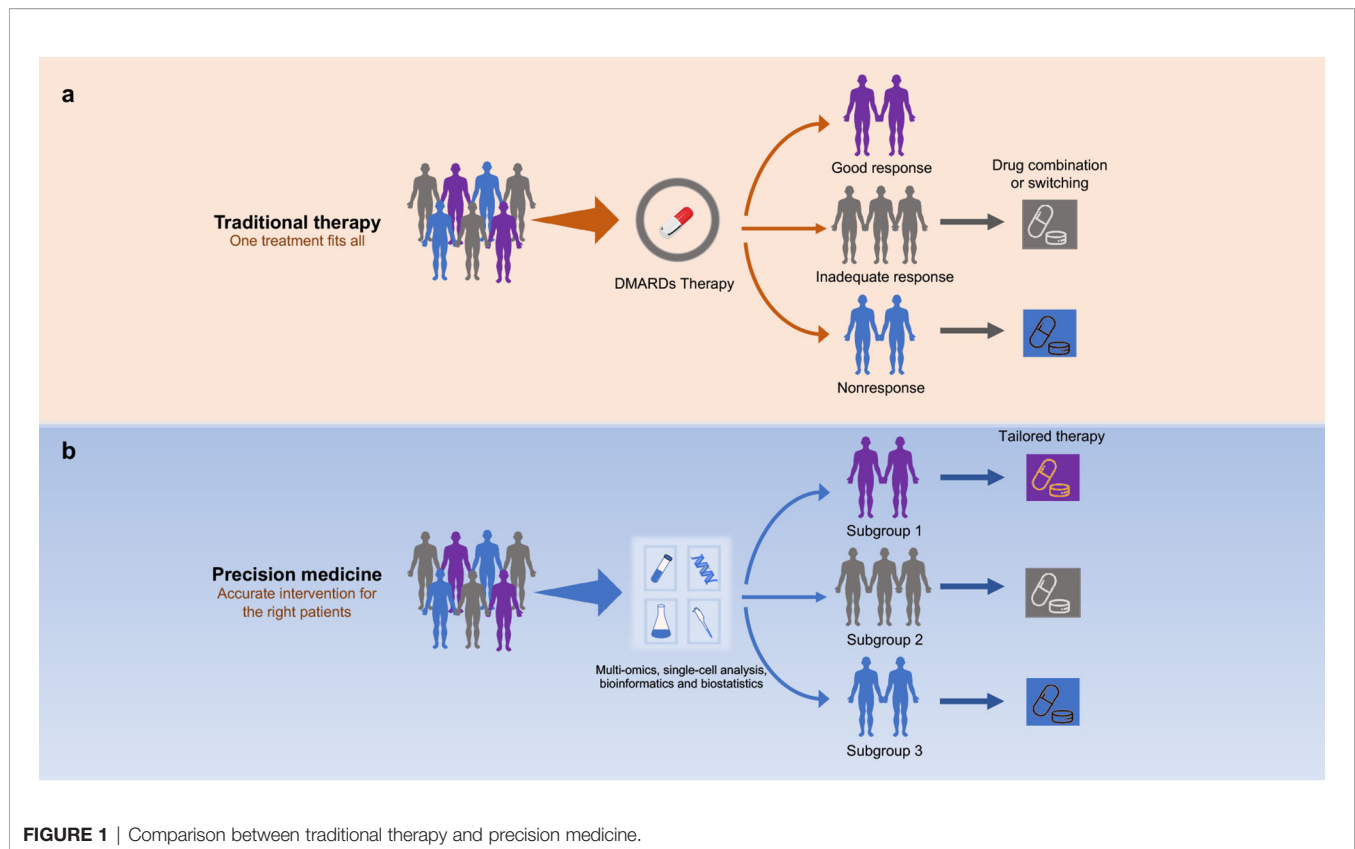 a
Traditional therapy
One treatment fits all
DMARDs Therapy
Good response
Inadequate response
Nonresponse
Drug combination
or switching
b
Precision medicine
Accurate intervention for
the right patients
Multi-omics, single-cell analysis,
bioinformatics and biostatistics
Subgroup 1
Subgroup 2
Subgroup 3
Tailored therapy
FIGURE 1 | Comparison between traditional therapy and precision medicine.